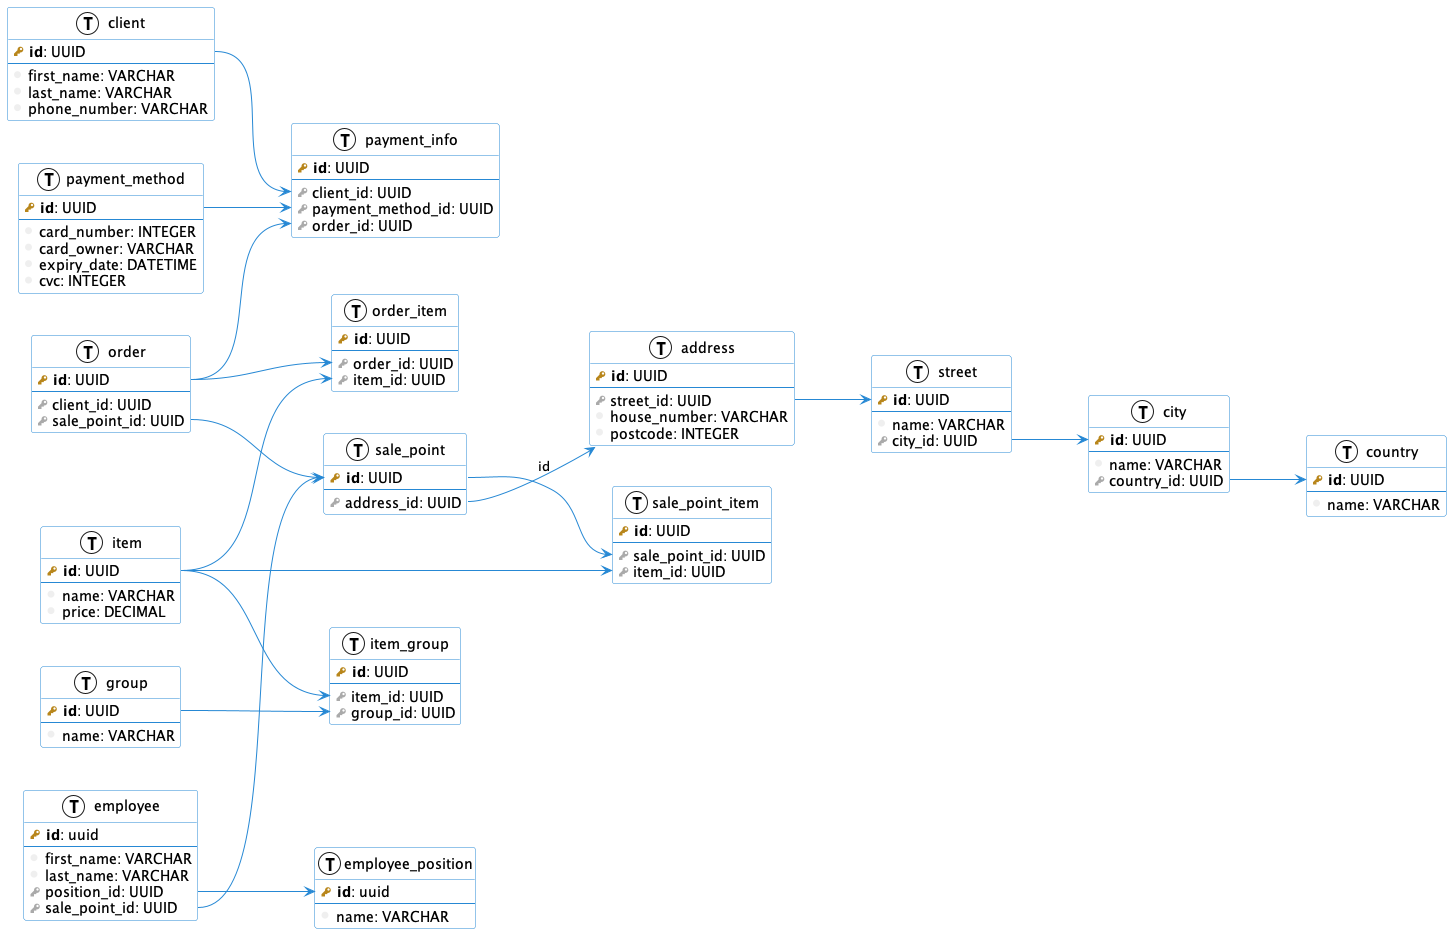 T client
id: UUID
first_name: VARCHAR
last_name: VARCHAR
phone_number: VARCHAR
T payment_info
id: UUID
client_id: UUID
payment_method_id: UUID
order_id: UUID
T payment_method
id: UUID
card_number: INTEGER
card_owner: VARCHAR
expiry_date: DATETIME
cvc: INTEGER
T order_item
id: UUID
order_id: UUID
item_id: UUID
T order
id: UUID
client_id: UUID
sale_point_id: UUID
T address
id: UUID
street_id: UUID
house_number: VARCHAR
postcode: INTEGER
T street
id: UUID
name: VARCHAR
city_id: UUID
T city
id: UUID
name: VARCHAR
country_id: UUID
T country
id: UUID
name: VARCHAR
T sale_point
id: UUID
address_id: UUID
id
T sale_point_item
id: UUID
sale_point_id: UUID
item_id: UUID
T item
id: UUID
name: VARCHAR
price: DECIMAL
T item_group
id: UUID
item_id: UUID
group_id: UUID
T group
id: UUID
name: VARCHAR
T employee
id: uuid
first_name: VARCHAR
last_name: VARCHAR
position_id: UUID
sale_point_id: UUID
T employee_position
id: uuid
name: VARCHAR